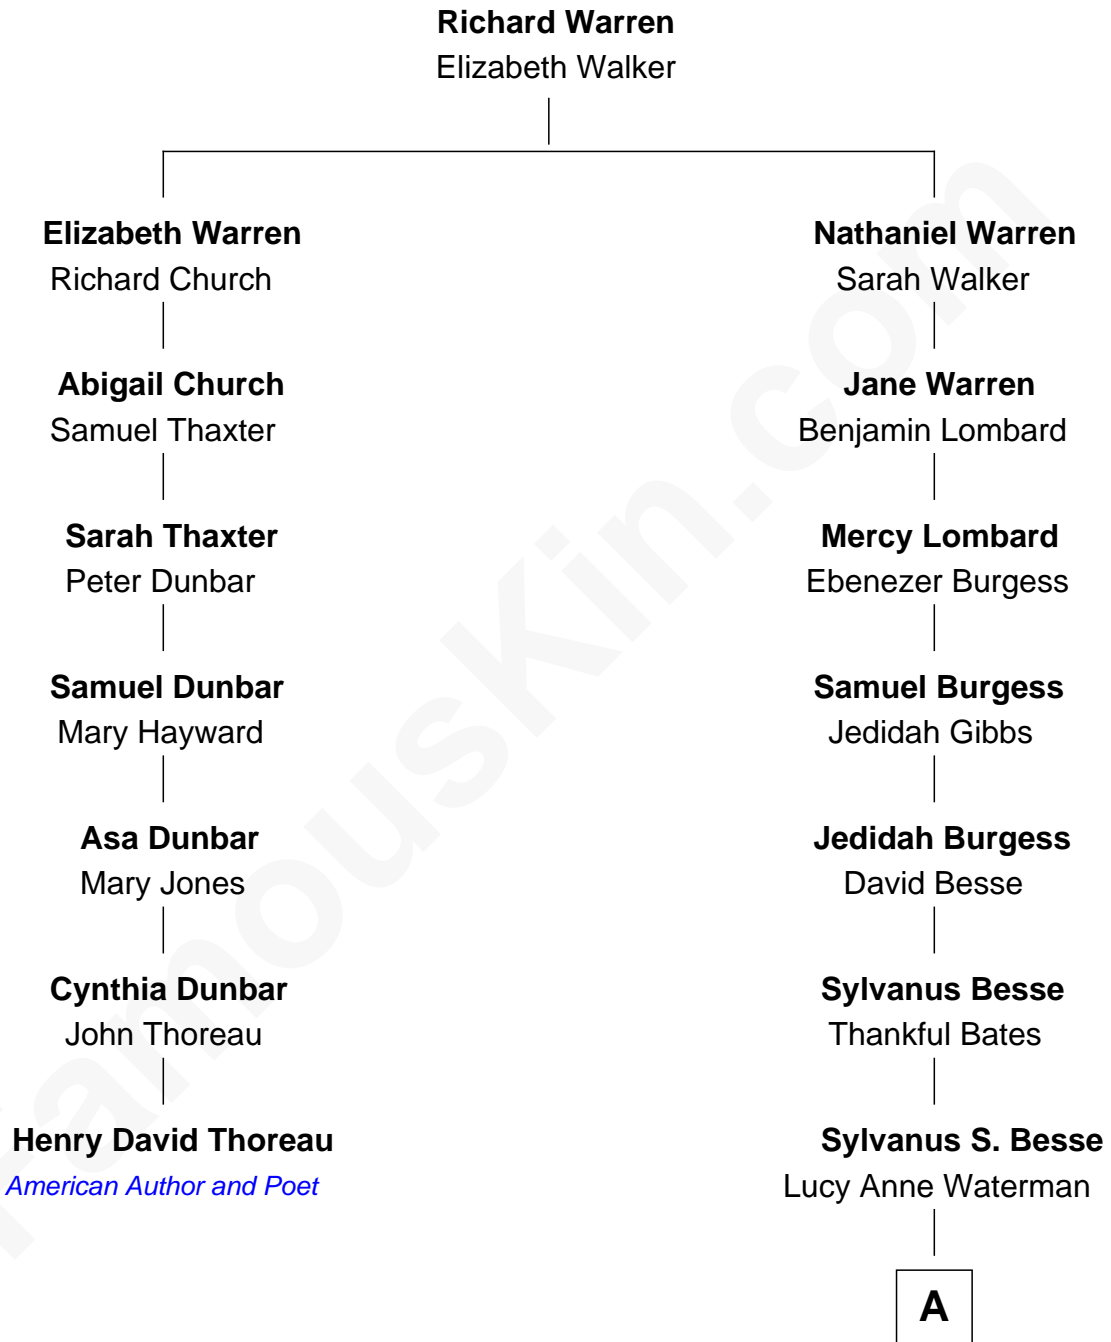 Richard Warren
Elizabeth Walker
Elizabeth Warren
Richard Church
Nathaniel Warren
Sarah Walker
Abigail Church
Samuel Thaxter
Jane Warren
Benjamin Lombard
Sarah Thaxter
Peter Dunbar
Mercy Lombard
Ebenezer Burgess
Samuel Dunbar
Mary Hayward
Samuel Burgess
Jedidah Gibbs
Asa Dunbar
Mary Jones
Jedidah Burgess
David Besse
Cynthia Dunbar
John Thoreau
Sylvanus Besse
Thankful Bates
Henry David Thoreau
American Author and Poet
Sylvanus S. Besse
Lucy Anne Waterman
A
FamousKin.com